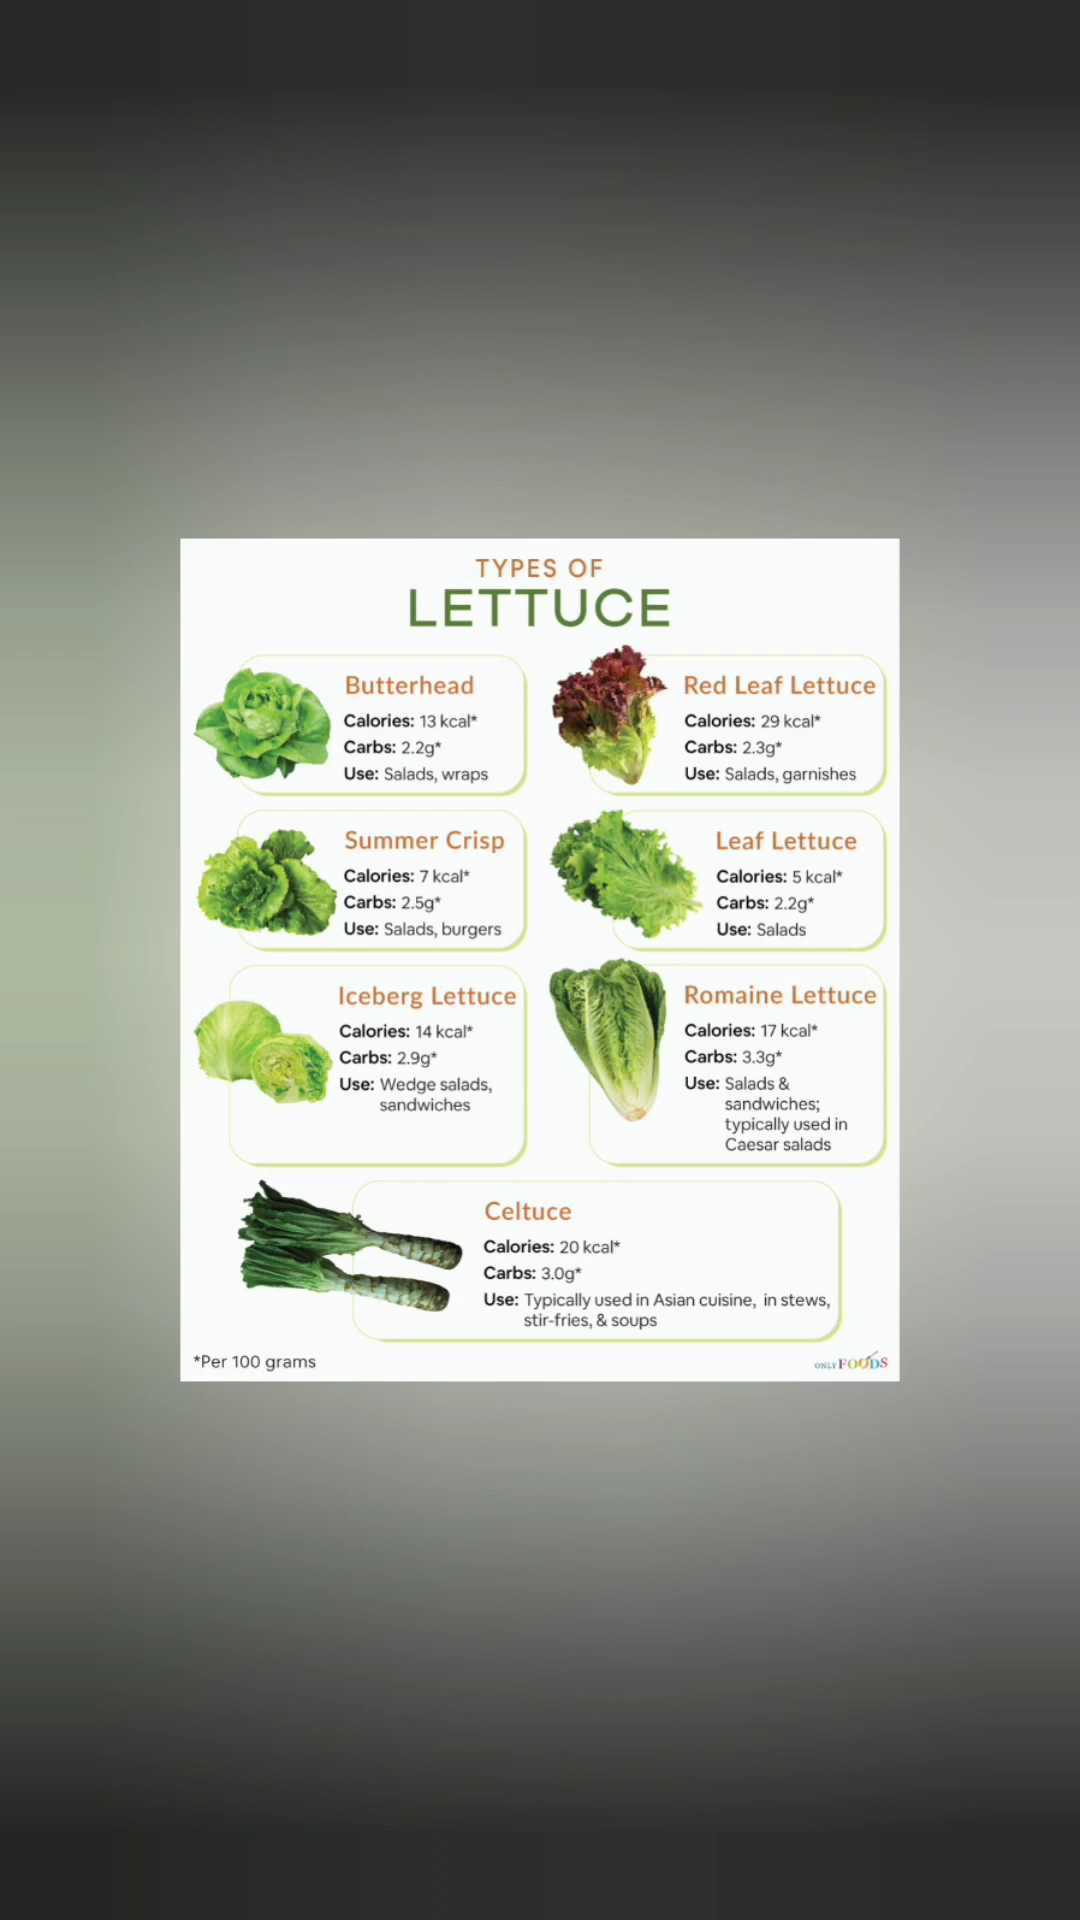 TYPES OF
LETTUCE
Butterhead
Calories: 13 kcal*
Carbs: 2.2g*
Use: Salads, wraps
Red Leaf Lettuce
Calories: 29 kcal*
Carbs: 2.3g*
Use: Salads, garnishes
Summer Crisp
Calories: 7 kcal*
Carbs: 2.5g*
Use: Salads, burgers
Leaf Lettuce
Calories: 5 kcal*
Carbs: 2.2g*
Use: Salads
Iceberg Lettuce
Calories: 14 kcal*
Carbs: 2.9g*
Use: Wedge salads,
sandwiches
Romaine Lettuce
Calories: 17 kcal*
Carbs: 3.3g*
Use: Salads &
sandwiches;
typically used in
Caesar salads
Celtuce
Calories: 20 kcal*
Carbs: 3.0g*
Use: Typically used in Asian cuisine, in stews,
stir-fries, & soups
*Per 100 grams
ONLY FOODS